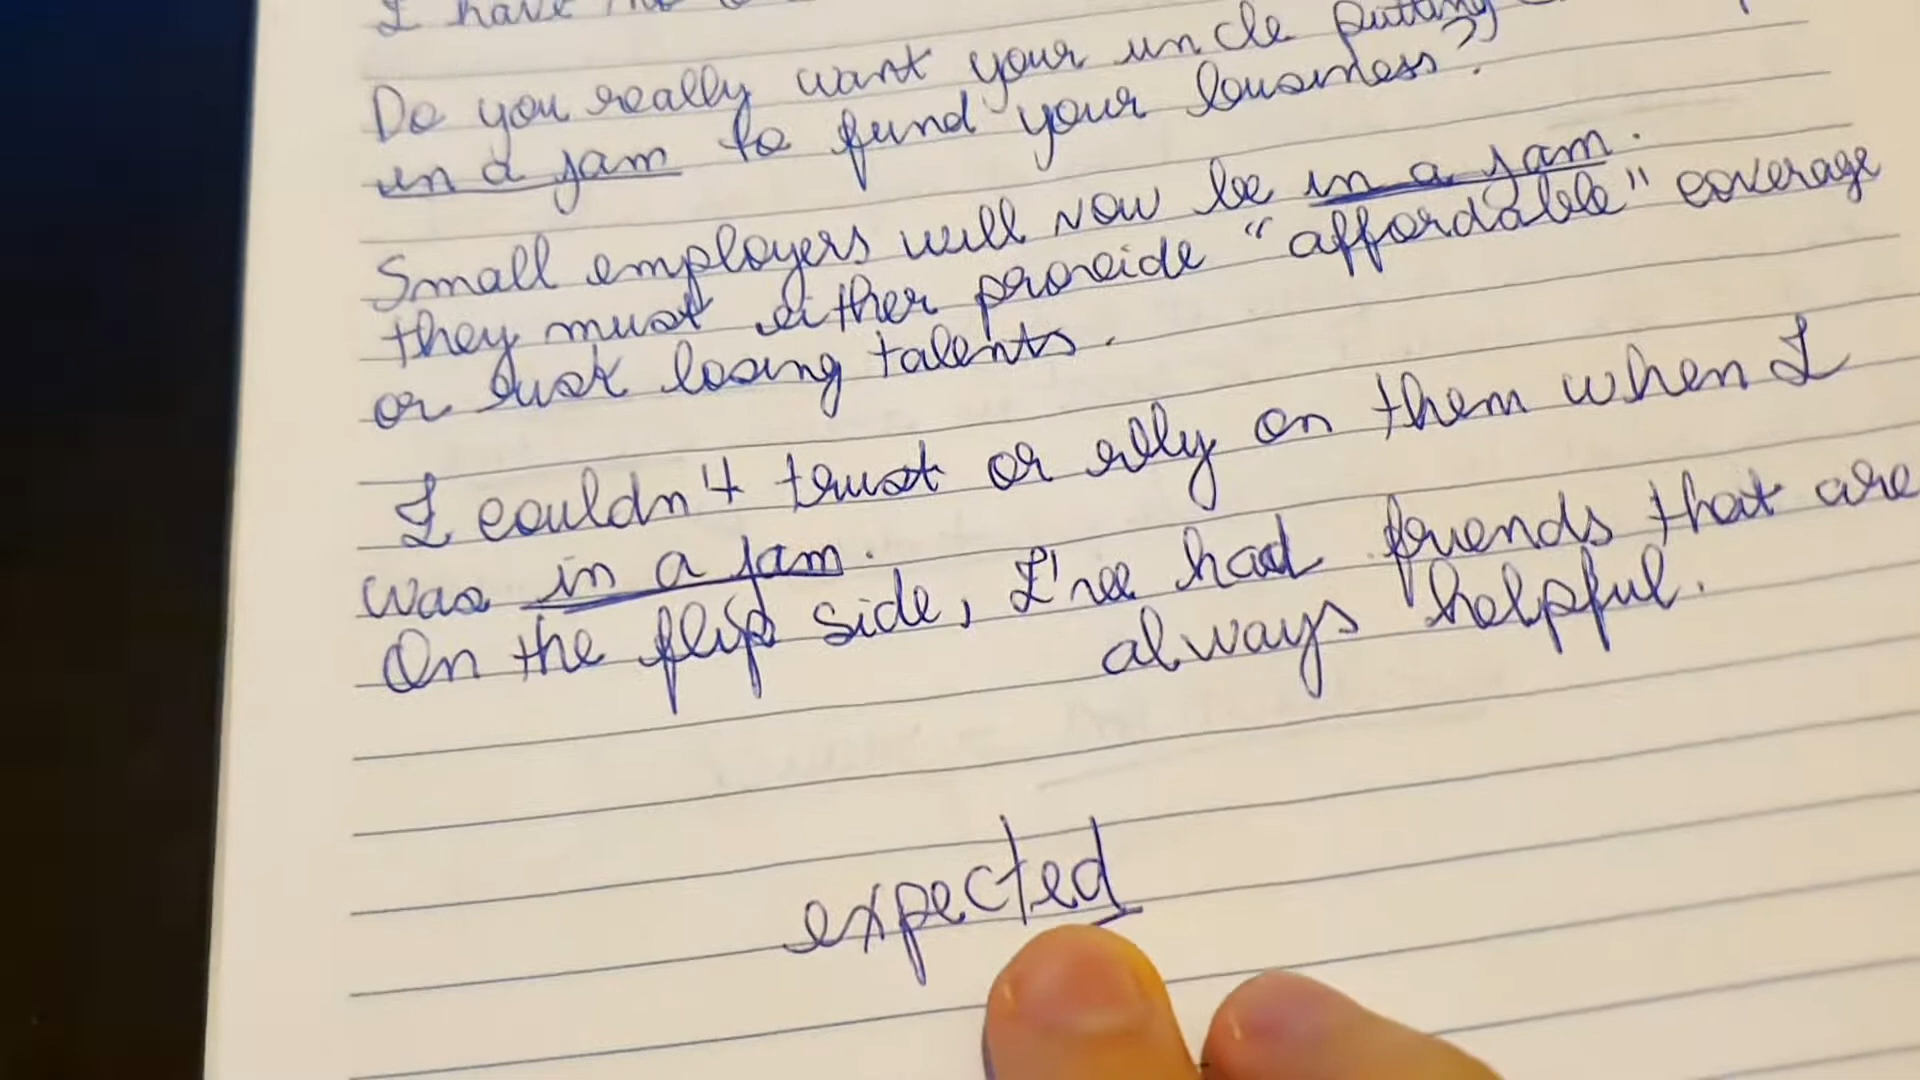 I have no
Do you really want your uncle putting
in a jam to fund your business?
Small employers will now be in a jam.
they must either provide "affordable" coverage
or risk losing talents.
I couldn't trust or rely on them when I
was in a jam.
On the flip side, I've had friends that are
always helpful.
expected